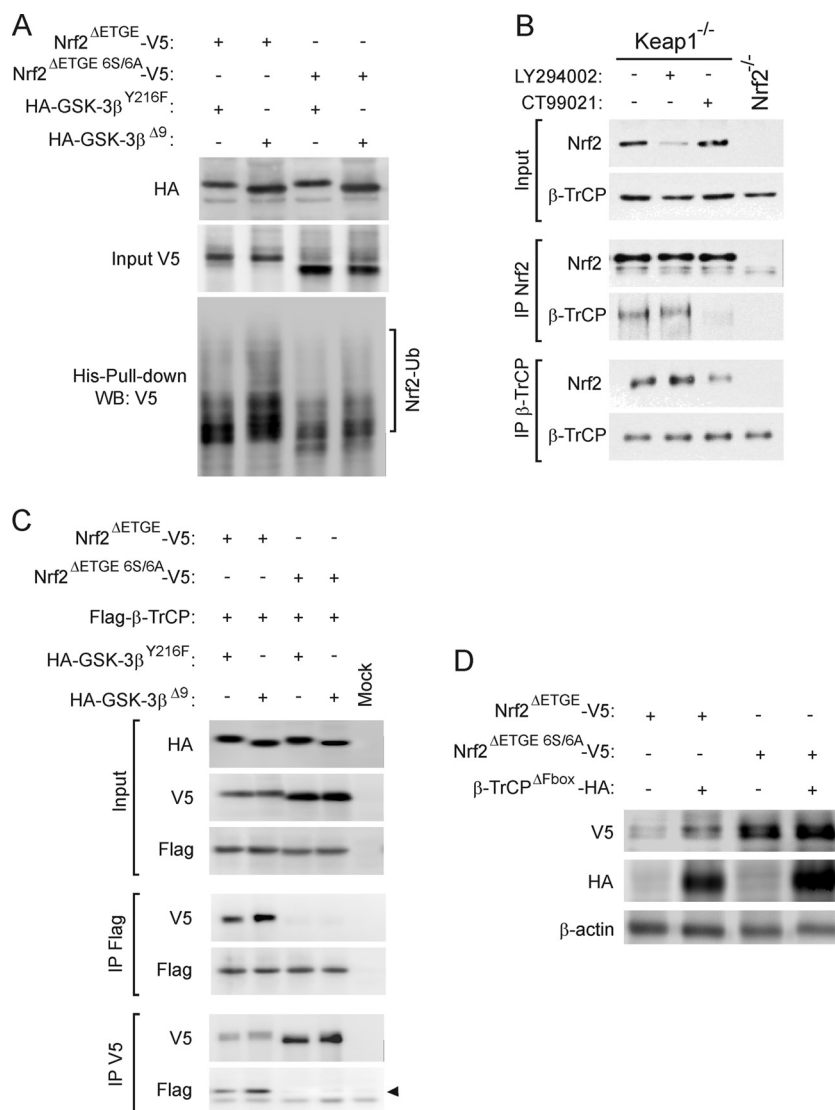 A
Nrf2^ΔETGE-V5: + + - -
Nrf2^ΔETGE 6S/6A-V5: - - + +
HA-GSK-3β^Y216F: + - + -
HA-GSK-3β^Δ9: - + - +
HA
Input V5
His-Pull-down
WB: V5
Nrf2-Ub
B
Keap1^-/-
Nrf2^-/-
LY294002: - + -
CT99021: - - +
Input
Nrf2
β-TrCP
IP Nrf2
Nrf2
β-TrCP
IP β-TrCP
Nrf2
β-TrCP
C
Nrf2^ΔETGE-V5: + + - -
Nrf2^ΔETGE 6S/6A-V5: - - + +
Flag-β-TrCP: + + + +
HA-GSK-3β^Y216F: + - + -
HA-GSK-3β^Δ9: - + - +
Mock
Input
HA
V5
Flag
IP Flag
V5
Flag
IP V5
V5
Flag
D
Nrf2^ΔETGE-V5: + + - -
Nrf2^ΔETGE 6S/6A-V5: - - + +
β-TrCP^ΔFbox-HA: - + - +
V5
HA
β-actin